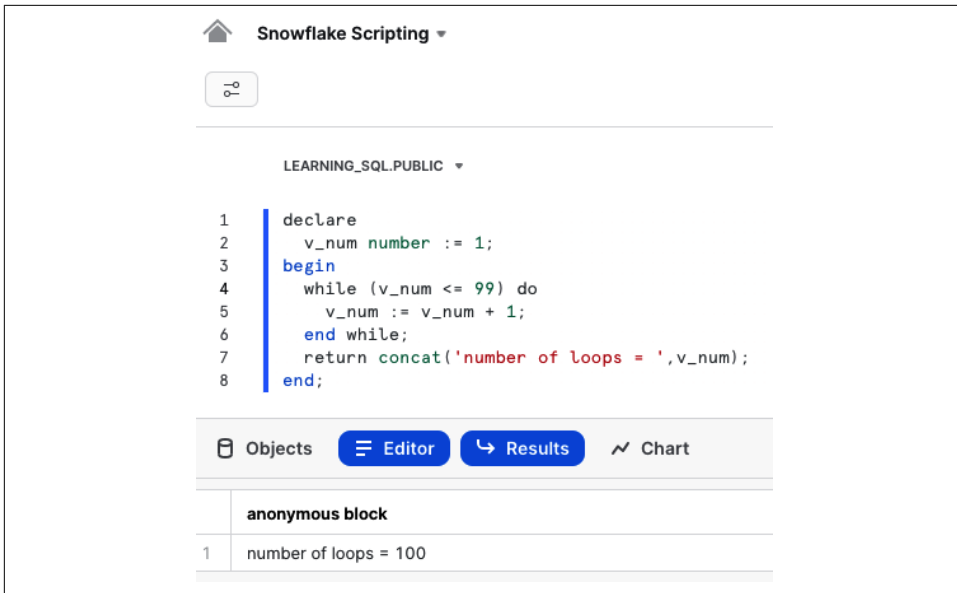 Snowflake Scripting
LEARNING_SQL.PUBLIC
1 declare
2 v_num number := 1;
3 begin
4 while (v_num <= 99) do
5 v_num := v_num + 1;
6 end while;
7 return concat('number of loops = ',v_num);
8 end;
Objects Editor Results Chart
anonymous block
1 number of loops = 100